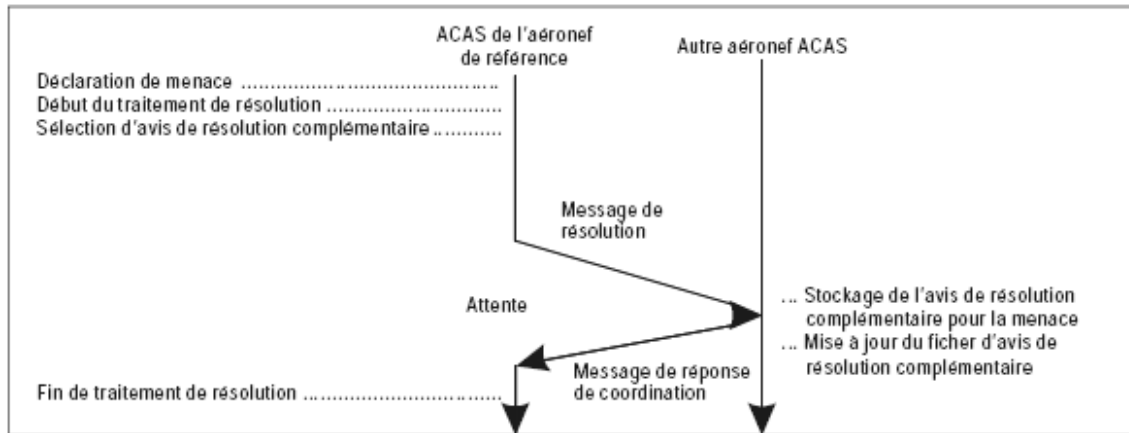 ACAS de l'aéronef
de référence
Autre aéronef ACAS
Déclaration de menace ................................................
Début du traitement de résolution ................................
Sélection d'avis de résolution complémentaire ............
Message de
résolution
Attente
... Stockage de l'avis de résolution
complémentaire pour la menace
... Mise à jour du ficher d'avis de
résolution complémentaire
Message de réponse
de coordination
Fin de traitement de résolution ....................................